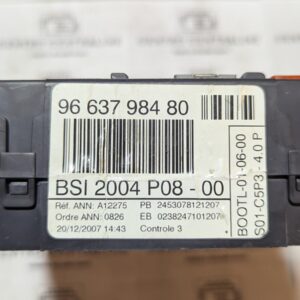 96 637 984 80
BSI 2004 P08 - 00
Réf. ANN: A12275 PB 2453078121207
Ordre ANN: 0826 EB 0238247101207
20/12/2007 14:43 Controle 3
BOOTL-01-06-00
S01-C5P3 : 4.0 P